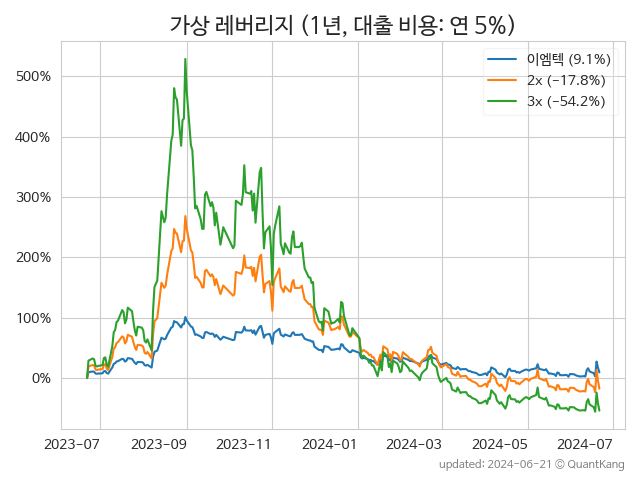 가상 레버리지 (1년, 대출 비용: 연 5%)
이엠텍 (9.1%)
2x (−17.8%)
3x (−54.2%)
500%
400%
300%
200%
100%
0%
2023-07
2023-09
2023-11
2024-01
2024-03
2024-05
2024-07
updated: 2024-06-21 © QuantKang